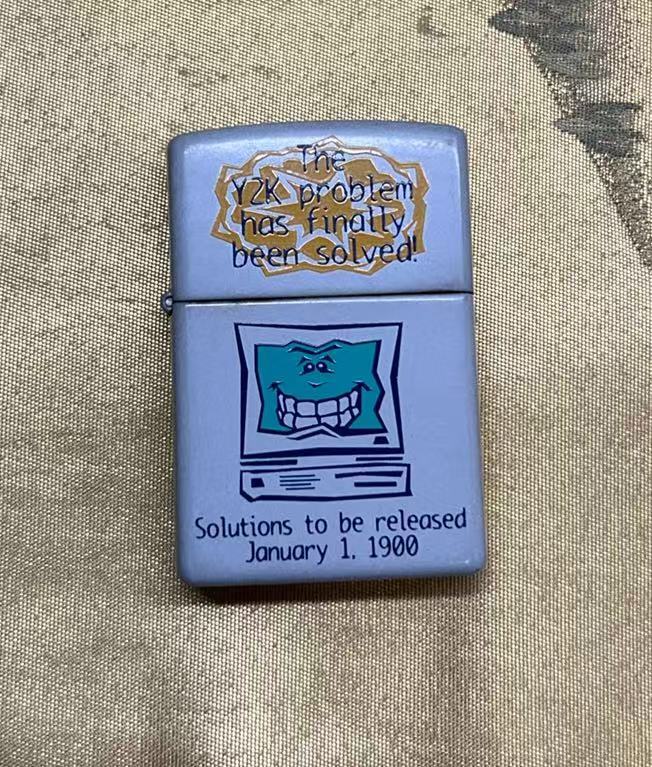 The
Y2K problem
has finally
been solved!
Solutions to be released
January 1, 1900